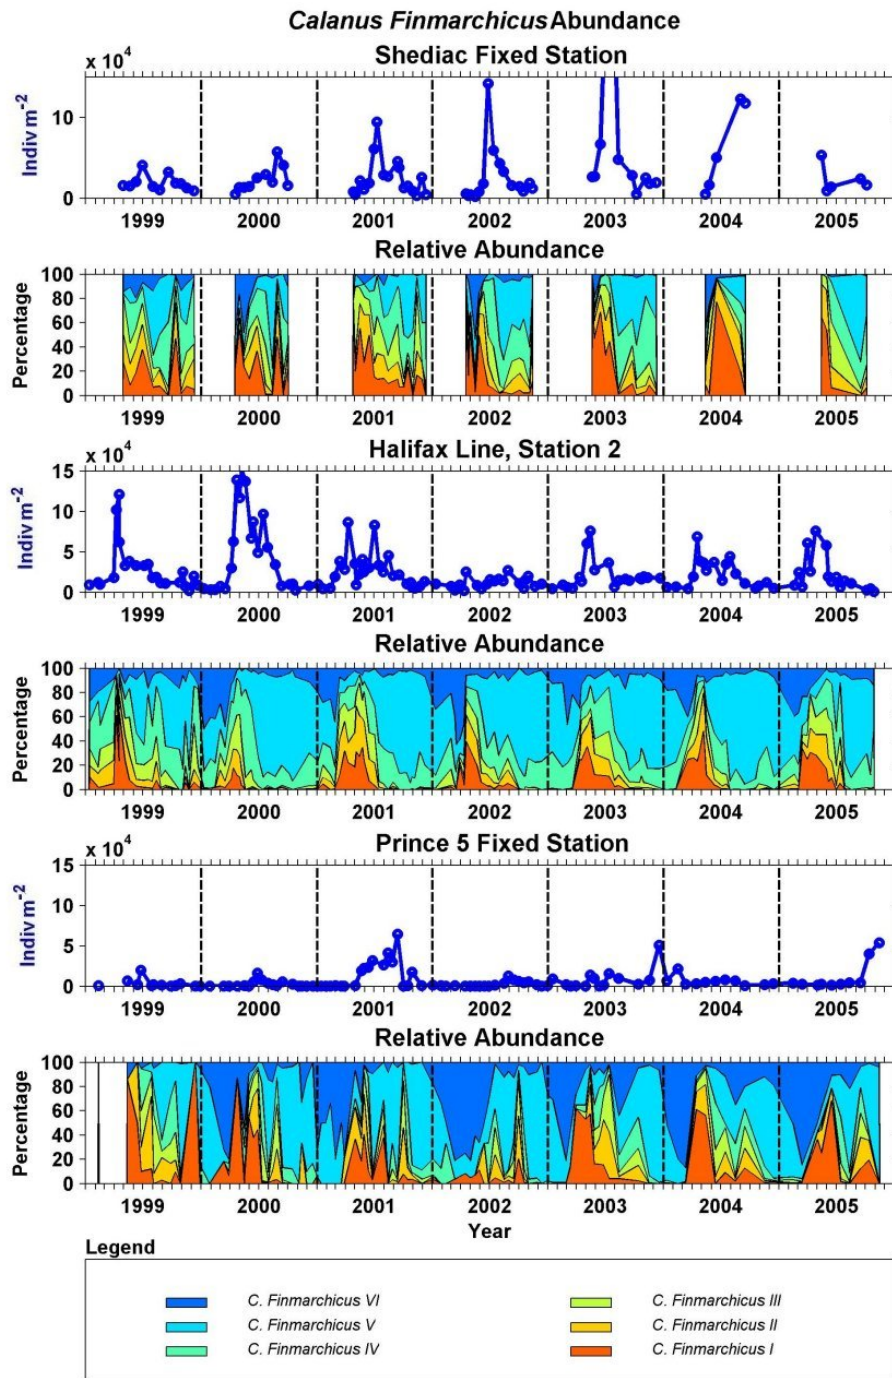 Calanus Finmarchicus Abundance
Shediac Fixed Station
x 10^4
Indiv m^-2
10
0
1999 2000 2001 2002 2003 2004 2005
Relative Abundance
Percentage
100
80
60
40
20
0
1999 2000 2001 2002 2003 2004 2005
Halifax Line, Station 2
x 10^4
Indiv m^-2
15
10
5
0
1999 2000 2001 2002 2003 2004 2005
Relative Abundance
Percentage
100
80
60
40
20
0
1999 2000 2001 2002 2003 2004 2005
Prince 5 Fixed Station
x 10^4
Indiv m^-2
15
10
5
0
1999 2000 2001 2002 2003 2004 2005
Relative Abundance
Percentage
100
80
60
40
20
0
1999 2000 2001 2002 2003 2004 2005
Year
Legend
C. Finmarchicus VI C. Finmarchicus III
C. Finmarchicus V C. Finmarchicus II
C. Finmarchicus IV C. Finmarchicus I